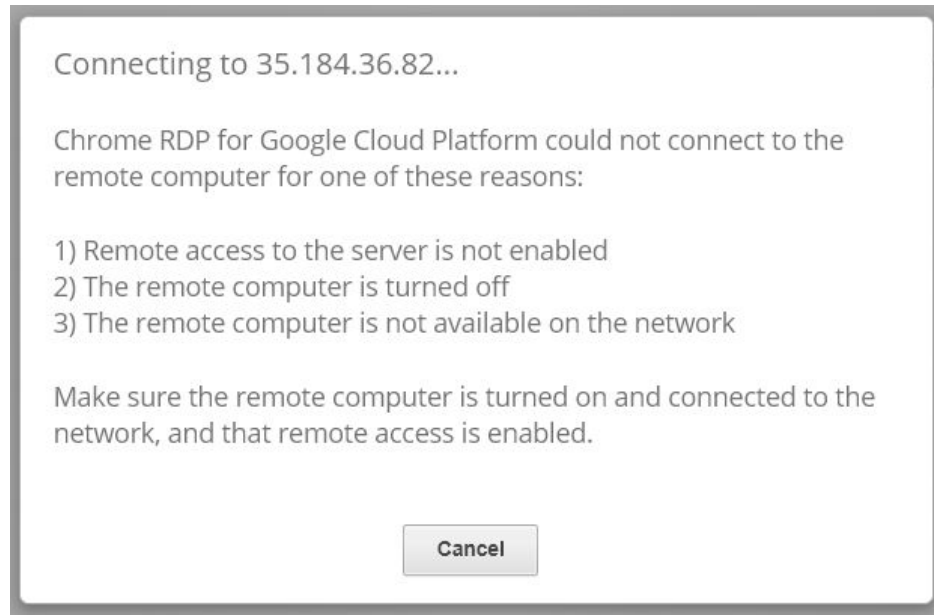 Connecting to 35.184.36.82...
Chrome RDP for Google Cloud Platform could not connect to the
remote computer for one of these reasons:
1) Remote access to the server is not enabled
2) The remote computer is turned off
3) The remote computer is not available on the network
Make sure the remote computer is turned on and connected to the
network, and that remote access is enabled.
Cancel